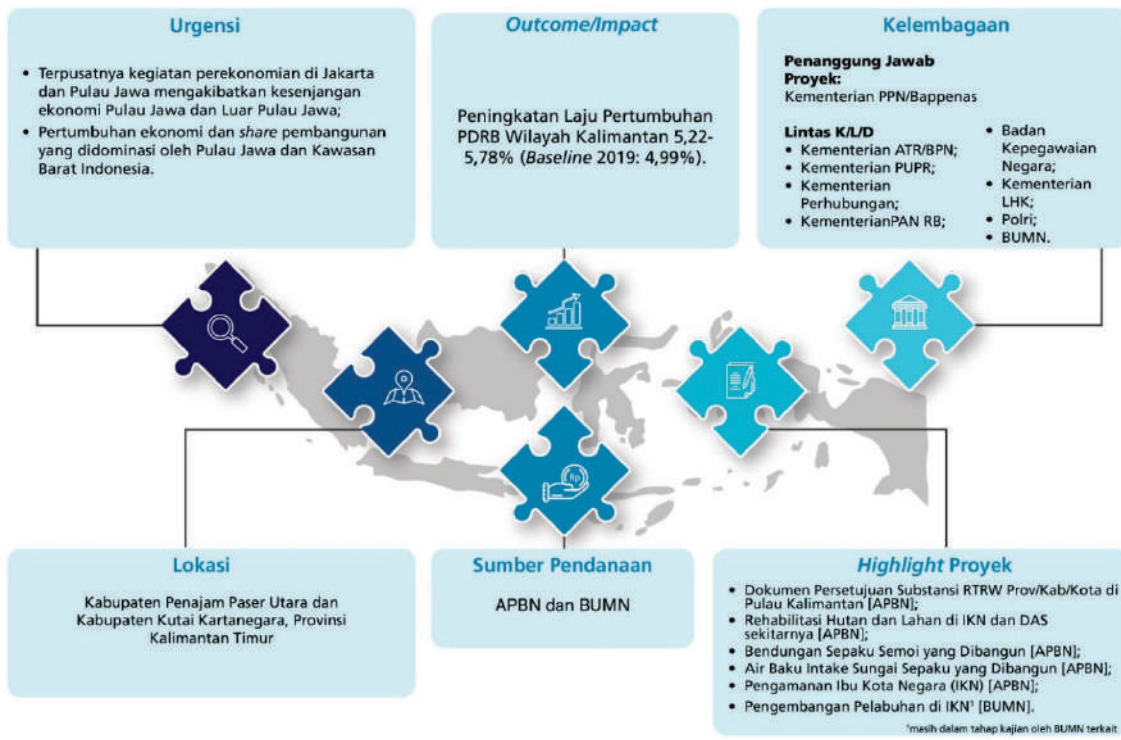 Urgensi
• Terpusatnya kegiatan perekonomian di Jakarta
dan Pulau Jawa mengakibatkan kesenjangan
ekonomi Pulau Jawa dan Luar Pulau Jawa;
• Pertumbuhan ekonomi dan share pembangunan
yang didominasi oleh Pulau Jawa dan Kawasan
Barat Indonesia.
Outcome/Impact
Peningkatan Laju Pertumbuhan
PDRB Wilayah Kalimantan 5,22-
5,78% (Baseline 2019: 4,99%).
Kelembagaan
Penanggung Jawab
Proyek:
Kementerian PPN/Bappenas
Lintas K/L/D
• Kementerian ATR/BPN;
• Kementerian PUPR;
• Kementerian
Perhubungan;
• KementerianPAN RB;
• Badan
Kepegawaian
Negara;
• Kementerian
LHK;
• Polri;
• BUMN.
Rp
Lokasi
Kabupaten Penajam Paser Utara dan
Kabupaten Kutai Kartanegara, Provinsi
Kalimantan Timur
Sumber Pendanaan
APBN dan BUMN
Highlight Proyek
• Dokumen Persetujuan Substansi RTRW Prov/Kab/Kota di
Pulau Kalimantan [APBN];
• Rehabilitasi Hutan dan Lahan di IKN dan DAS
sekitarnya [APBN];
• Bendungan Sepaku Semoi yang Dibangun [APBN];
• Air Baku Intake Sungai Sepaku yang Dibangun [APBN];
• Pengamanan Ibu Kota Negara (IKN) [APBN];
• Pengembangan Pelabuhan di IKN¹ [BUMN].
¹masih dalam tahap kajian oleh BUMN terkait